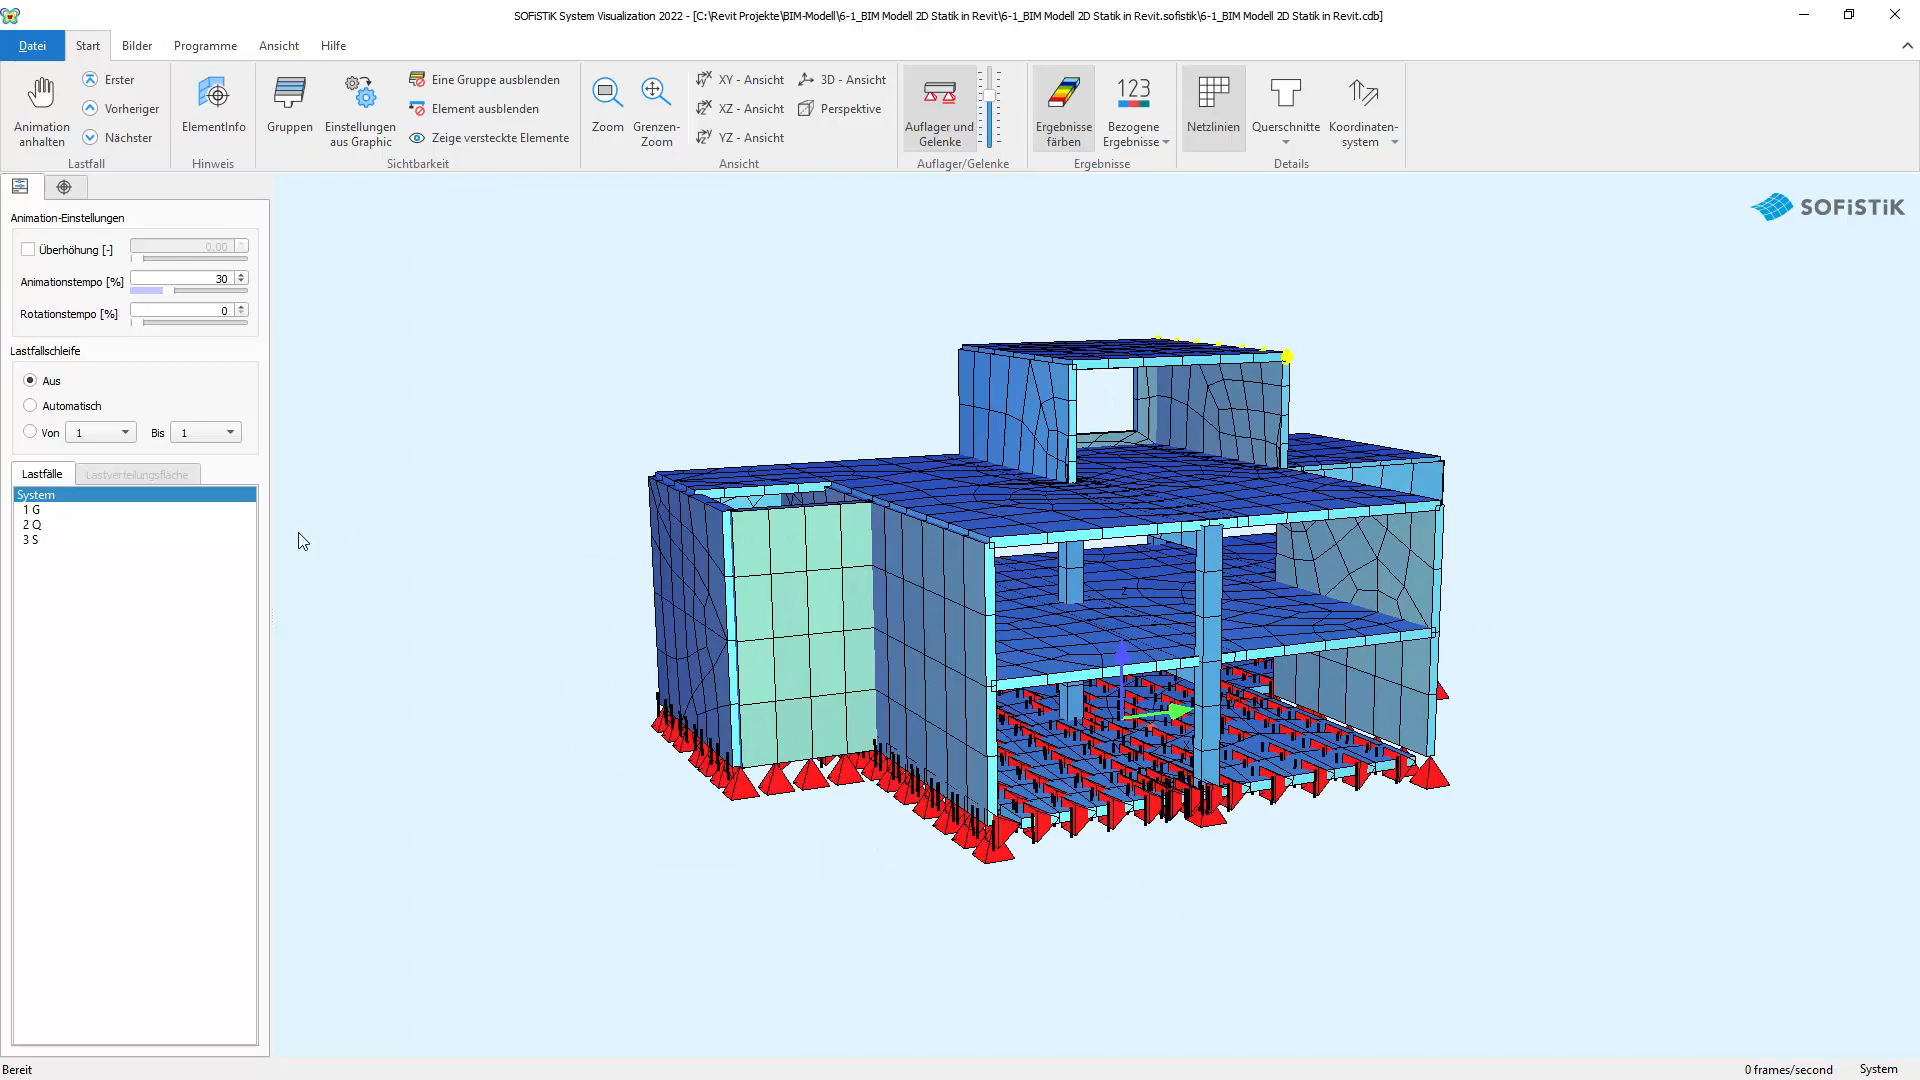 SOFiSTiK System Visualization 2022 - [C:\Revit Projekte\BIM-Modell\6-1_BIM Modell 2D Statik in Revit\6-1_BIM Modell 2D Statik in Revit.sofistik\6-1_BIM Modell 2D Statik in Revit.cdb]
Datei Start Bilder Programme Ansicht Hilfe
Animation anhalten
Erster
Vorheriger
Nächster
Lastfall
ElementInfo
Hinweis
Gruppen
Einstellungen aus Graphic
Eine Gruppe ausblenden
Element ausblenden
Zeige versteckte Elemente
Sichtbarkeit
Zoom
Grenzen-Zoom
XY - Ansicht
XZ - Ansicht
YZ - Ansicht
3D - Ansicht
Perspektive
Ansicht
Auflager und Gelenke
Auflager/Gelenke
Ergebnisse färben
123
Bezogene Ergebnisse
Ergebnisse
Netzlinien
Querschnitte
Koordinaten-system
Details
SOFiSTiK
Animation-Einstellungen
Überhöhung [-] 0.00
Animationstempo [%] 30
Rotationstempo [%] 0
Lastfallschleife
Aus
Automatisch
Von 1 Bis 1
Lastfälle Lastverteilungsfläche
System
1 G
2 Q
3 S
Z
Bereit
0 frames/second System